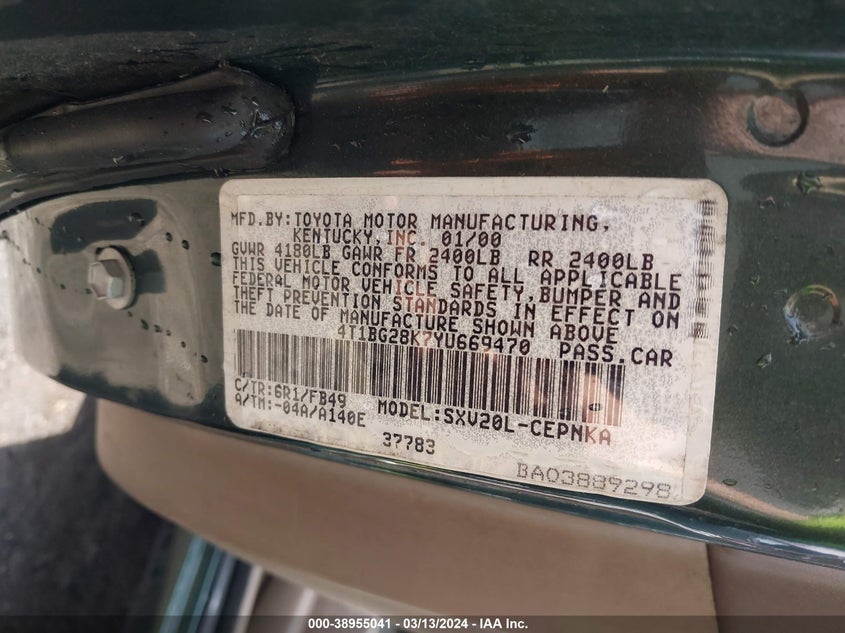 MFD.BY:TOYOTA MOTOR MANUFACTURING,
KENTUCKY,INC. 01/00
GVWR 4180LB GAWR FR 2400LB RR 2400LB
THIS VEHICLE CONFORMS TO ALL APPLICABLE
FEDERAL MOTOR VEHICLE SAFETY,BUMPER AND
THEFT PREVENTION STANDARDS IN EFFECT ON
THE DATE OF MANUFACTURE SHOWN ABOVE
4T1BG28K7YU669470 PASS.CAR
C/TR:6R1/FB49
A/TM:-04A/A140E MODEL:SXV20L-CEPNKA
37783
BA03889298
000-38955041 - 03/13/2024 - IAA Inc.